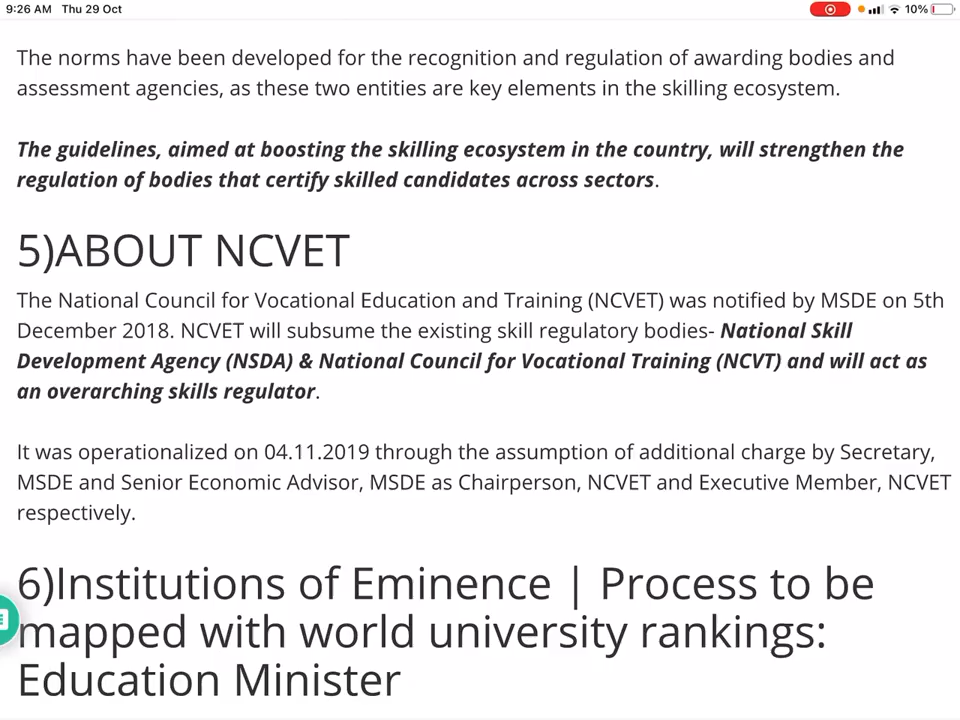 9:26 AM Thu 29 Oct
10%
The norms have been developed for the recognition and regulation of awarding bodies and
assessment agencies, as these two entities are key elements in the skilling ecosystem.
The guidelines, aimed at boosting the skilling ecosystem in the country, will strengthen the
regulation of bodies that certify skilled candidates across sectors.
5)ABOUT NCVET
The National Council for Vocational Education and Training (NCVET) was notified by MSDE on 5th
December 2018. NCVET will subsume the existing skill regulatory bodies- National Skill
Development Agency (NSDA) & National Council for Vocational Training (NCVT) and will act as
an overarching skills regulator.
It was operationalized on 04.11.2019 through the assumption of additional charge by Secretary,
MSDE and Senior Economic Advisor, MSDE as Chairperson, NCVET and Executive Member, NCVET
respectively.
6)Institutions of Eminence | Process to be
mapped with world university rankings:
Education Minister